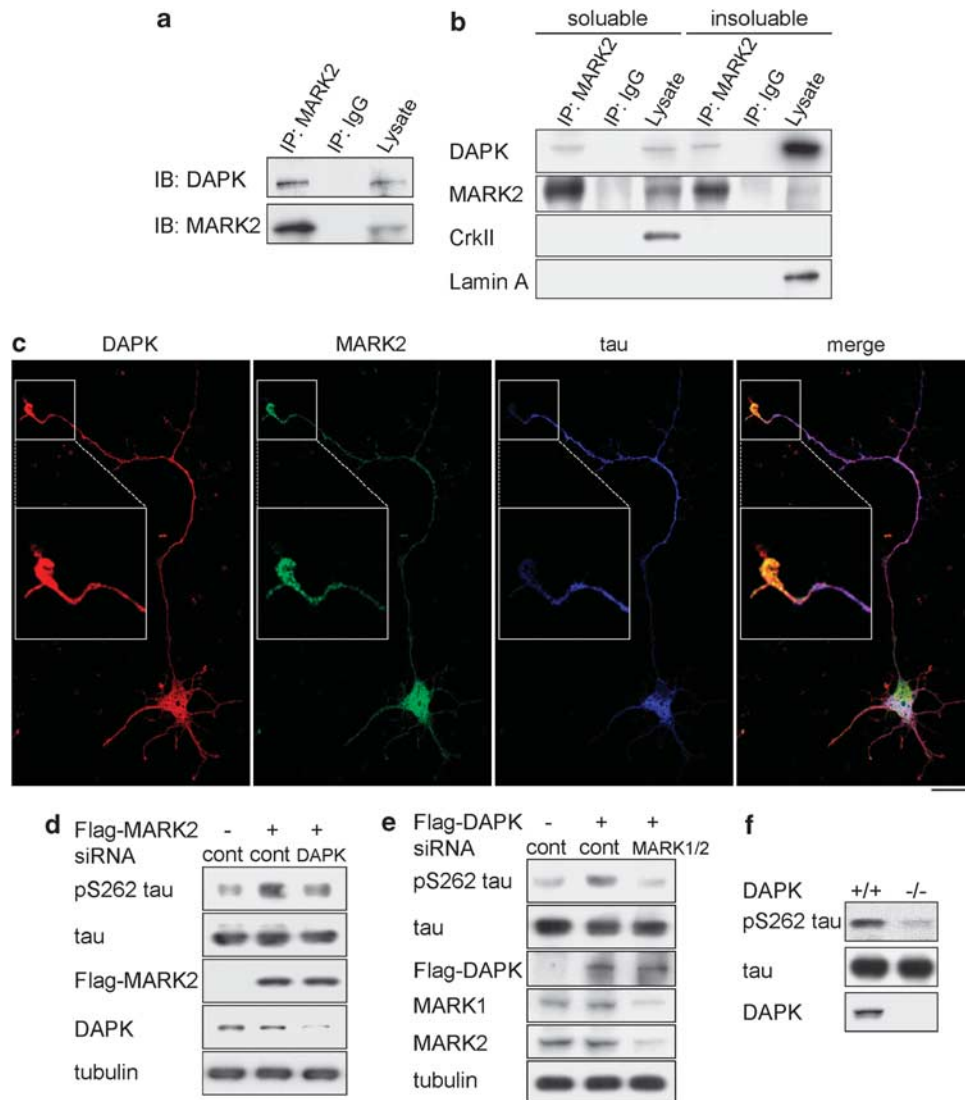 a
IP: MARK2
IP: IgG
Lysate
IB: DAPK
IB: MARK2
b
soluable insoluable
IP: MARK2
IP: IgG
Lysate
IP: MARK2
IP: IgG
Lysate
DAPK
MARK2
CrkII
Lamin A
c
DAPK MARK2 tau merge
d
Flag-MARK2 - + +
siRNA cont cont DAPK
pS262 tau
tau
Flag-MARK2
DAPK
tubulin
e
Flag-DAPK - + +
siRNA cont cont MARK1/2
pS262 tau
tau
Flag-DAPK
MARK1
MARK2
tubulin
f
DAPK +/+ -/-
pS262 tau
tau
DAPK